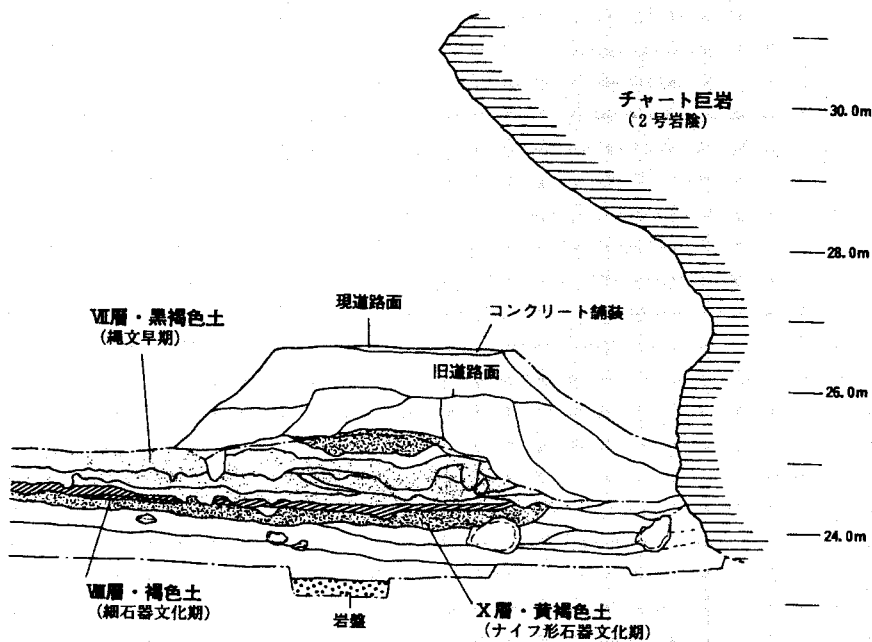 チャート巨岩
(2号岩陰)
30.0m
28.0m
現道路面
コンクリート舗装
Ⅶ層・黒褐色土
(縄文早期)
旧道路面
26.0m
24.0m
Ⅷ層・褐色土
(細石器文化期)
岩盤
Ⅹ層・黄褐色土
(ナイフ形石器文化期)